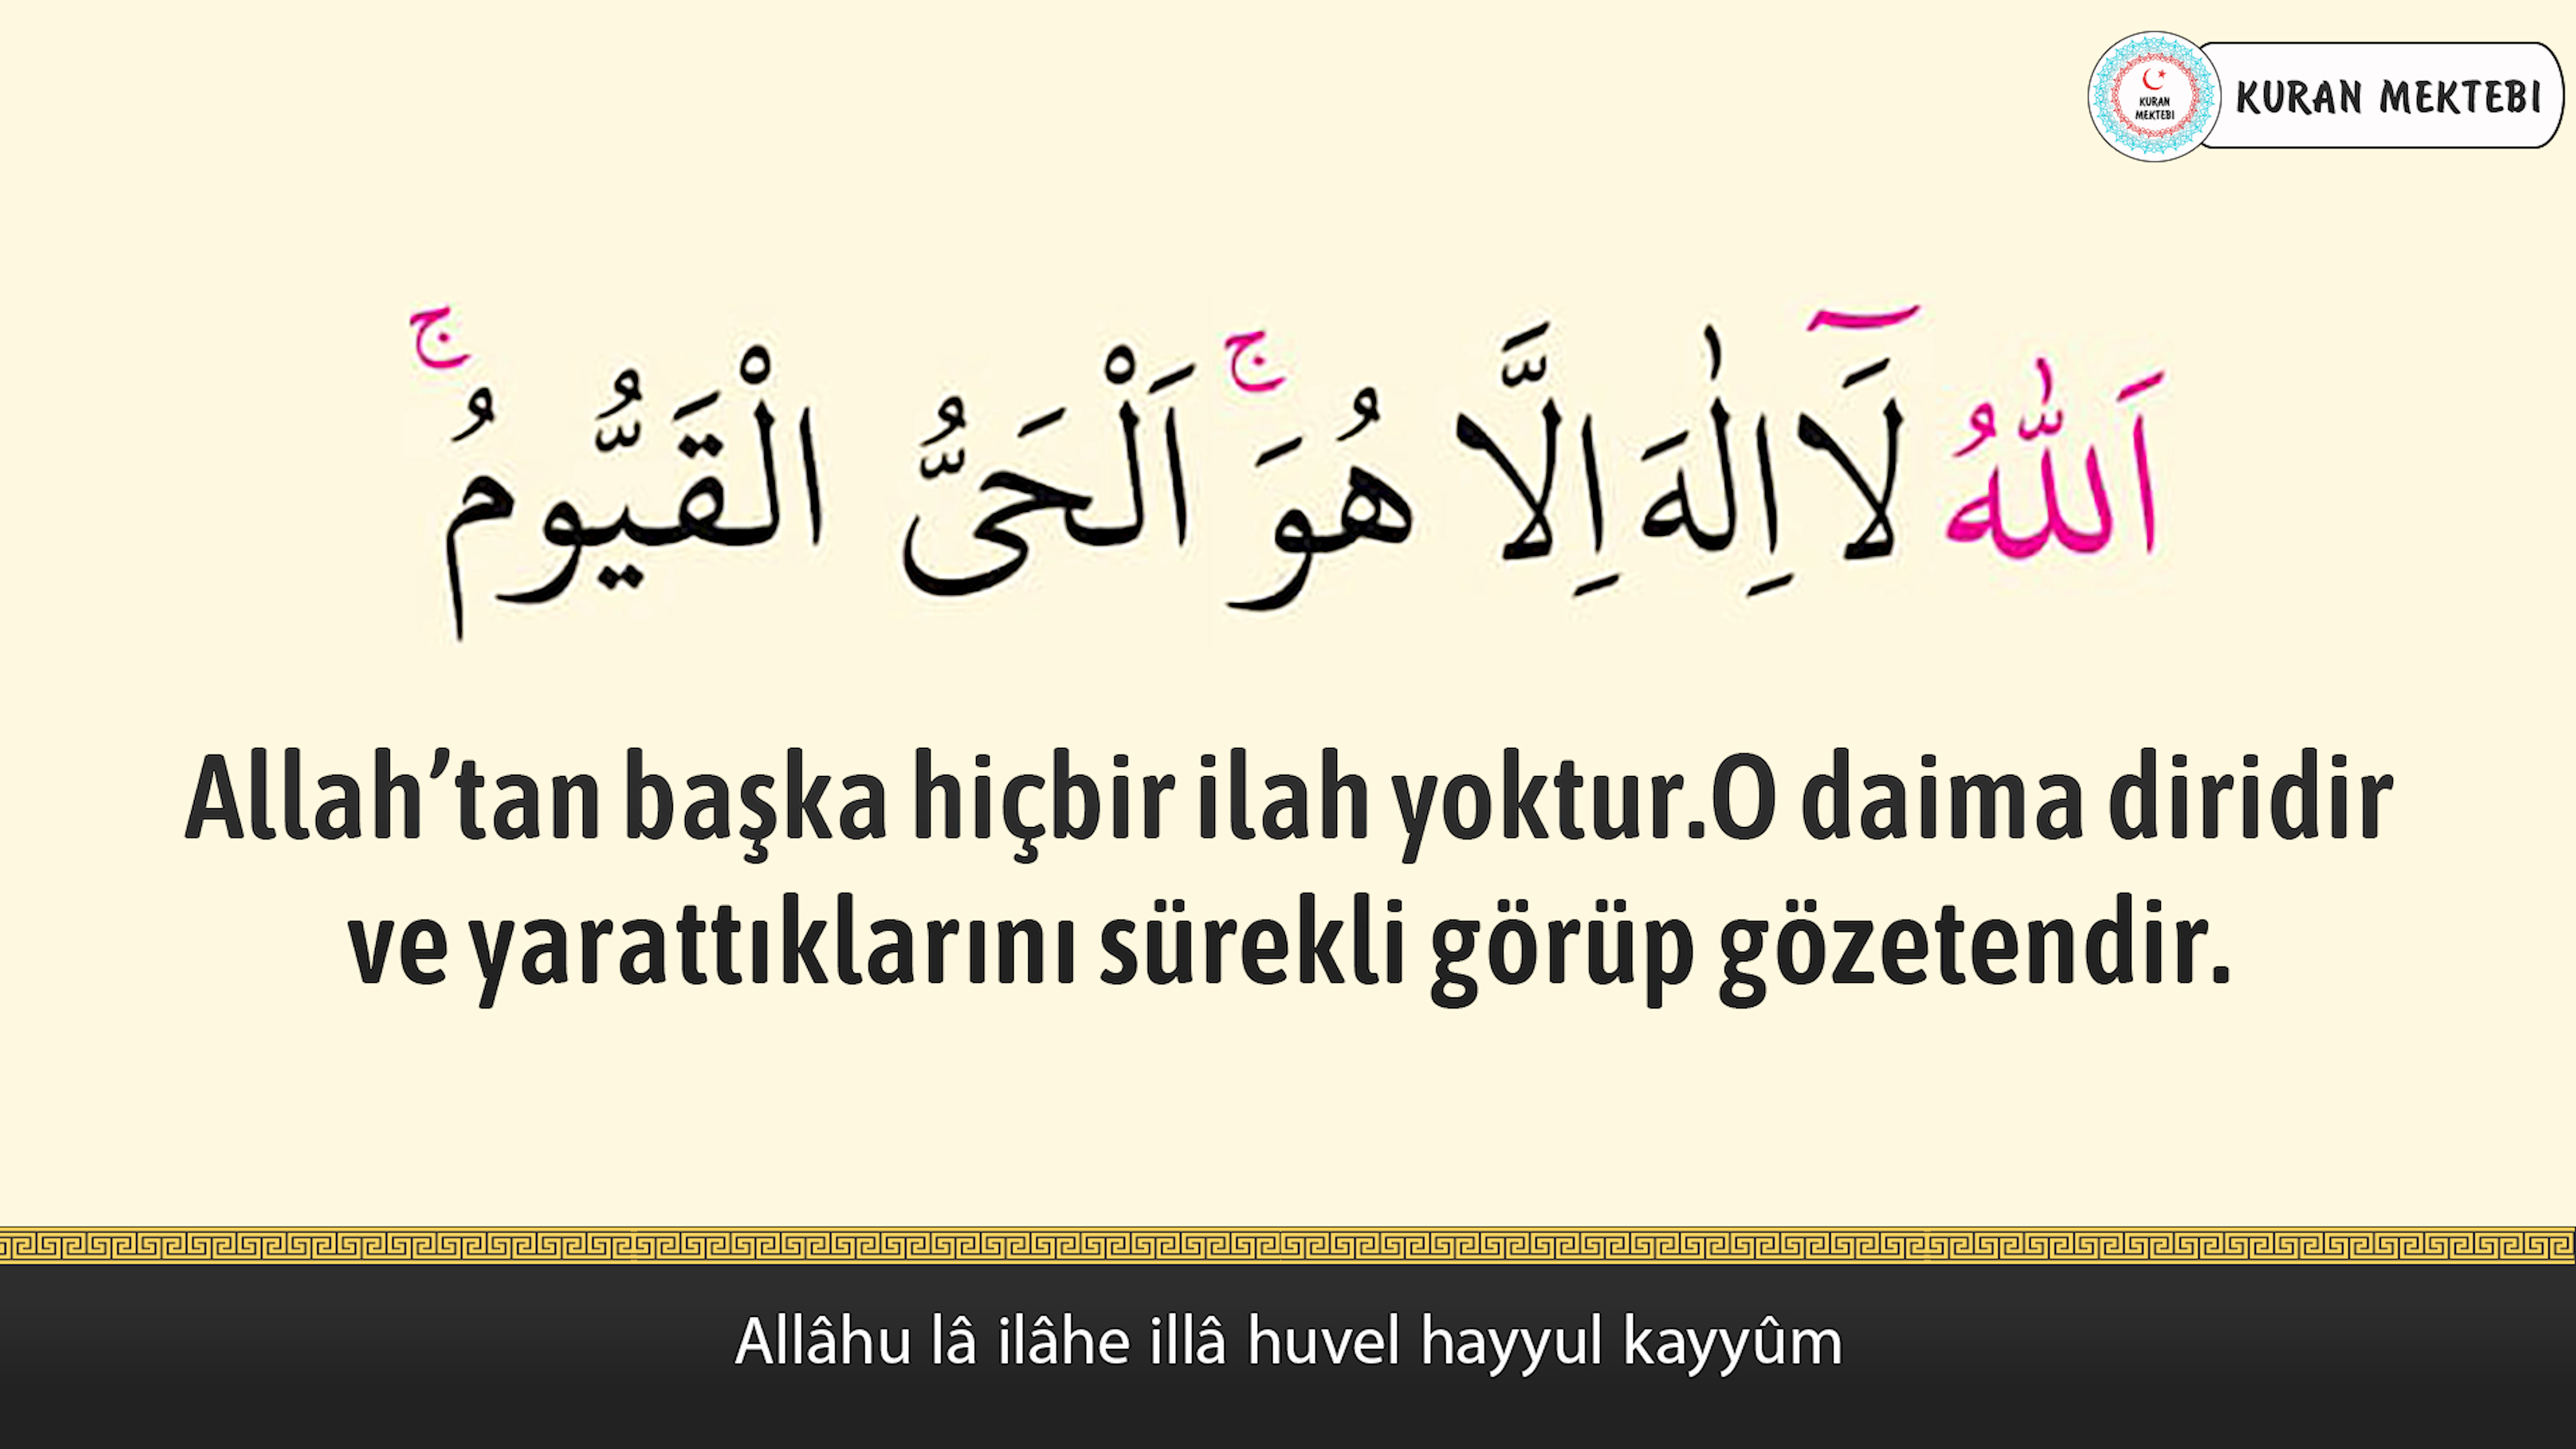 KURAN MEKTEBI
KURAN
MEKTEBI
اَللّٰهُ لَآ اِلٰهَ اِلَّا هُوَۚ اَلْحَىُّ الْقَيُّومُۚ
Allah’tan başka hiçbir ilah yoktur.O daima diridir
ve yarattıklarını sürekli görüp gözetendir.
Allâhu lâ ilâhe illâ huvel hayyul kayyûm